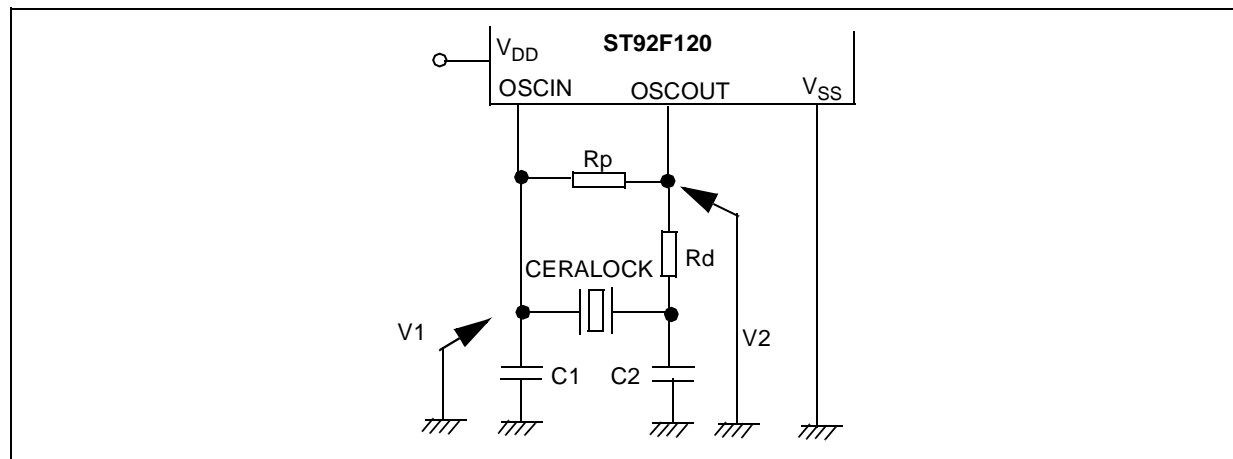 ST92F120
VDD
OSCIN
OSCOUT
VSS
Rp
Rd
CERALOCK
V1
V2
C1
C2